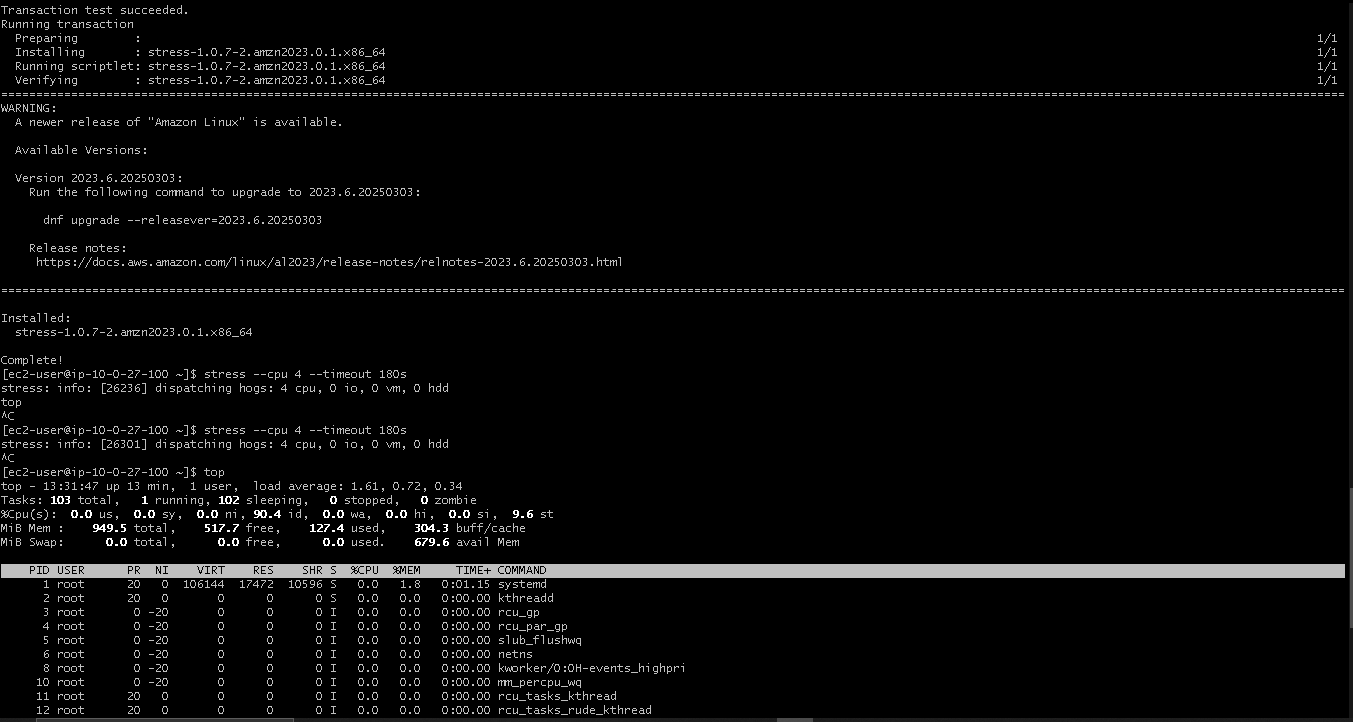 Transaction test succeeded.
Running transaction
  Preparing        :                                                                                    1/1
  Installing       : stress-1.0.7-2.amzn2023.0.1.x86_64                                                 1/1
  Running scriptlet: stress-1.0.7-2.amzn2023.0.1.x86_64                                                 1/1
  Verifying        : stress-1.0.7-2.amzn2023.0.1.x86_64                                                 1/1
================================================================================
WARNING:
  A newer release of "Amazon Linux" is available.

  Available Versions:

  Version 2023.6.20250303:
    Run the following command to upgrade to 2023.6.20250303:

      dnf upgrade --releasever=2023.6.20250303

    Release notes:
     https://docs.aws.amazon.com/linux/al2023/release-notes/relnotes-2023.6.20250303.html

================================================================================

Installed:
  stress-1.0.7-2.amzn2023.0.1.x86_64

Complete!
[ec2-user@ip-10-0-27-100 ~]$ stress --cpu 4 --timeout 180s
stress: info: [26236] dispatching hogs: 4 cpu, 0 io, 0 vm, 0 hdd
top
^C
[ec2-user@ip-10-0-27-100 ~]$ stress --cpu 4 --timeout 180s
stress: info: [26301] dispatching hogs: 4 cpu, 0 io, 0 vm, 0 hdd
^C
[ec2-user@ip-10-0-27-100 ~]$ top
top - 13:31:47 up 13 min,  1 user,  load average: 1.61, 0.72, 0.34
Tasks: 103 total,   1 running, 102 sleeping,   0 stopped,   0 zombie
%Cpu(s):  0.0 us,  0.0 sy,  0.0 ni, 90.4 id,  0.0 wa,  0.0 hi,  0.0 si,  9.6 st
MiB Mem :    949.5 total,    517.7 free,    127.4 used,    304.3 buff/cache
MiB Swap:      0.0 total,      0.0 free,      0.0 used.    679.6 avail Mem

    PID USER      PR  NI    VIRT    RES    SHR S  %CPU  %MEM     TIME+ COMMAND
      1 root      20   0  106144  17472  10596 S   0.0   1.8   0:01.15 systemd
      2 root      20   0       0      0      0 S   0.0   0.0   0:00.00 kthreadd
      3 root       0 -20       0      0      0 I   0.0   0.0   0:00.00 rcu_gp
      4 root       0 -20       0      0      0 I   0.0   0.0   0:00.00 rcu_par_gp
      5 root       0 -20       0      0      0 I   0.0   0.0   0:00.00 slub_flushwq
      6 root       0 -20       0      0      0 I   0.0   0.0   0:00.00 netns
      8 root       0 -20       0      0      0 I   0.0   0.0   0:00.00 kworker/0:0H-events_highpri
     10 root       0 -20       0      0      0 I   0.0   0.0   0:00.00 mm_percpu_wq
     11 root      20   0       0      0      0 I   0.0   0.0   0:00.00 rcu_tasks_kthread
     12 root      20   0       0      0      0 I   0.0   0.0   0:00.00 rcu_tasks_rude_kthread